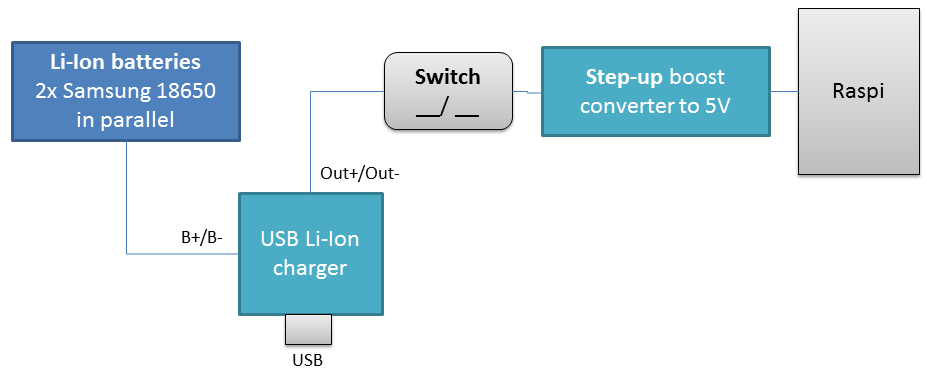 Li-Ion batteries
2x Samsung 18650
in parallel
Switch
__/ __
Step-up boost
converter to 5V
Raspi
Out+/Out-
B+/B-
USB Li-Ion
charger
USB